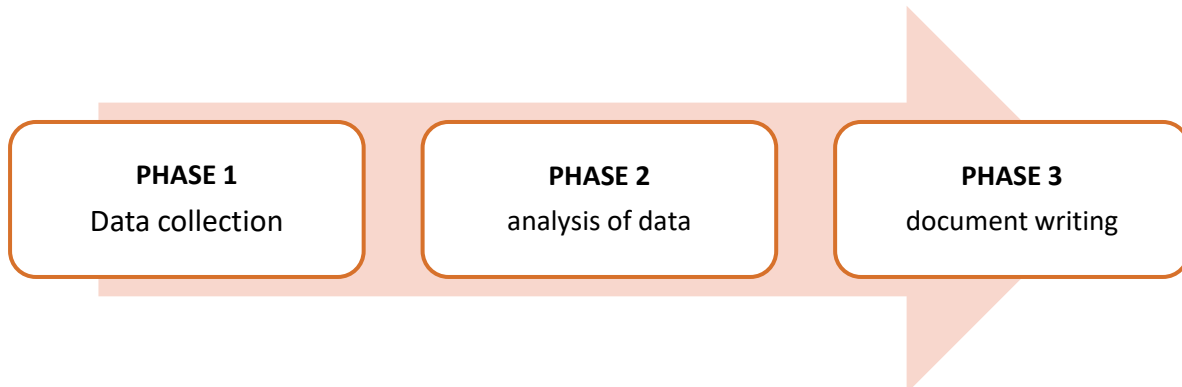 PHASE 1
Data collection
PHASE 2
analysis of data
PHASE 3
document writing